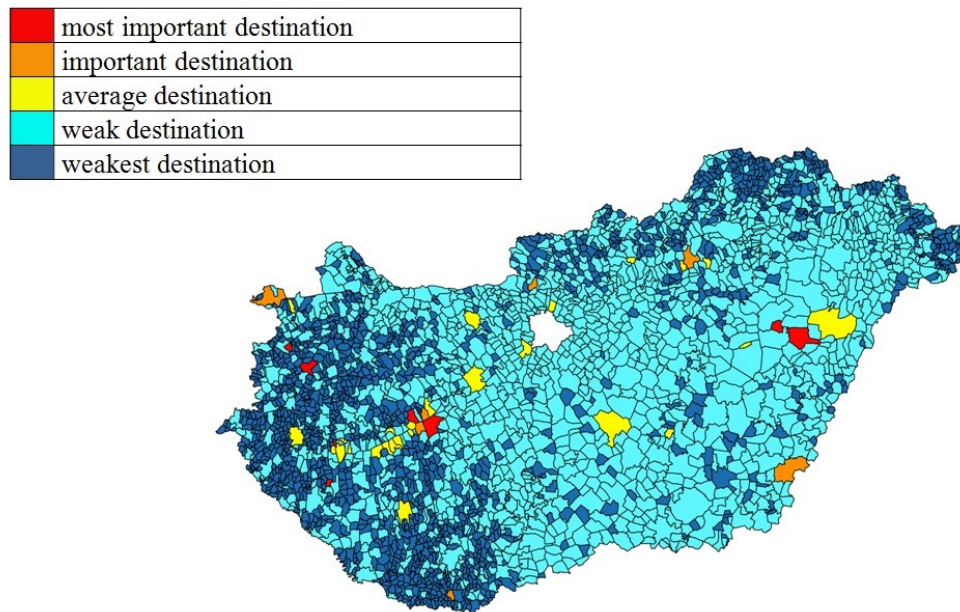 most important destination
important destination
average destination
weak destination
weakest destination